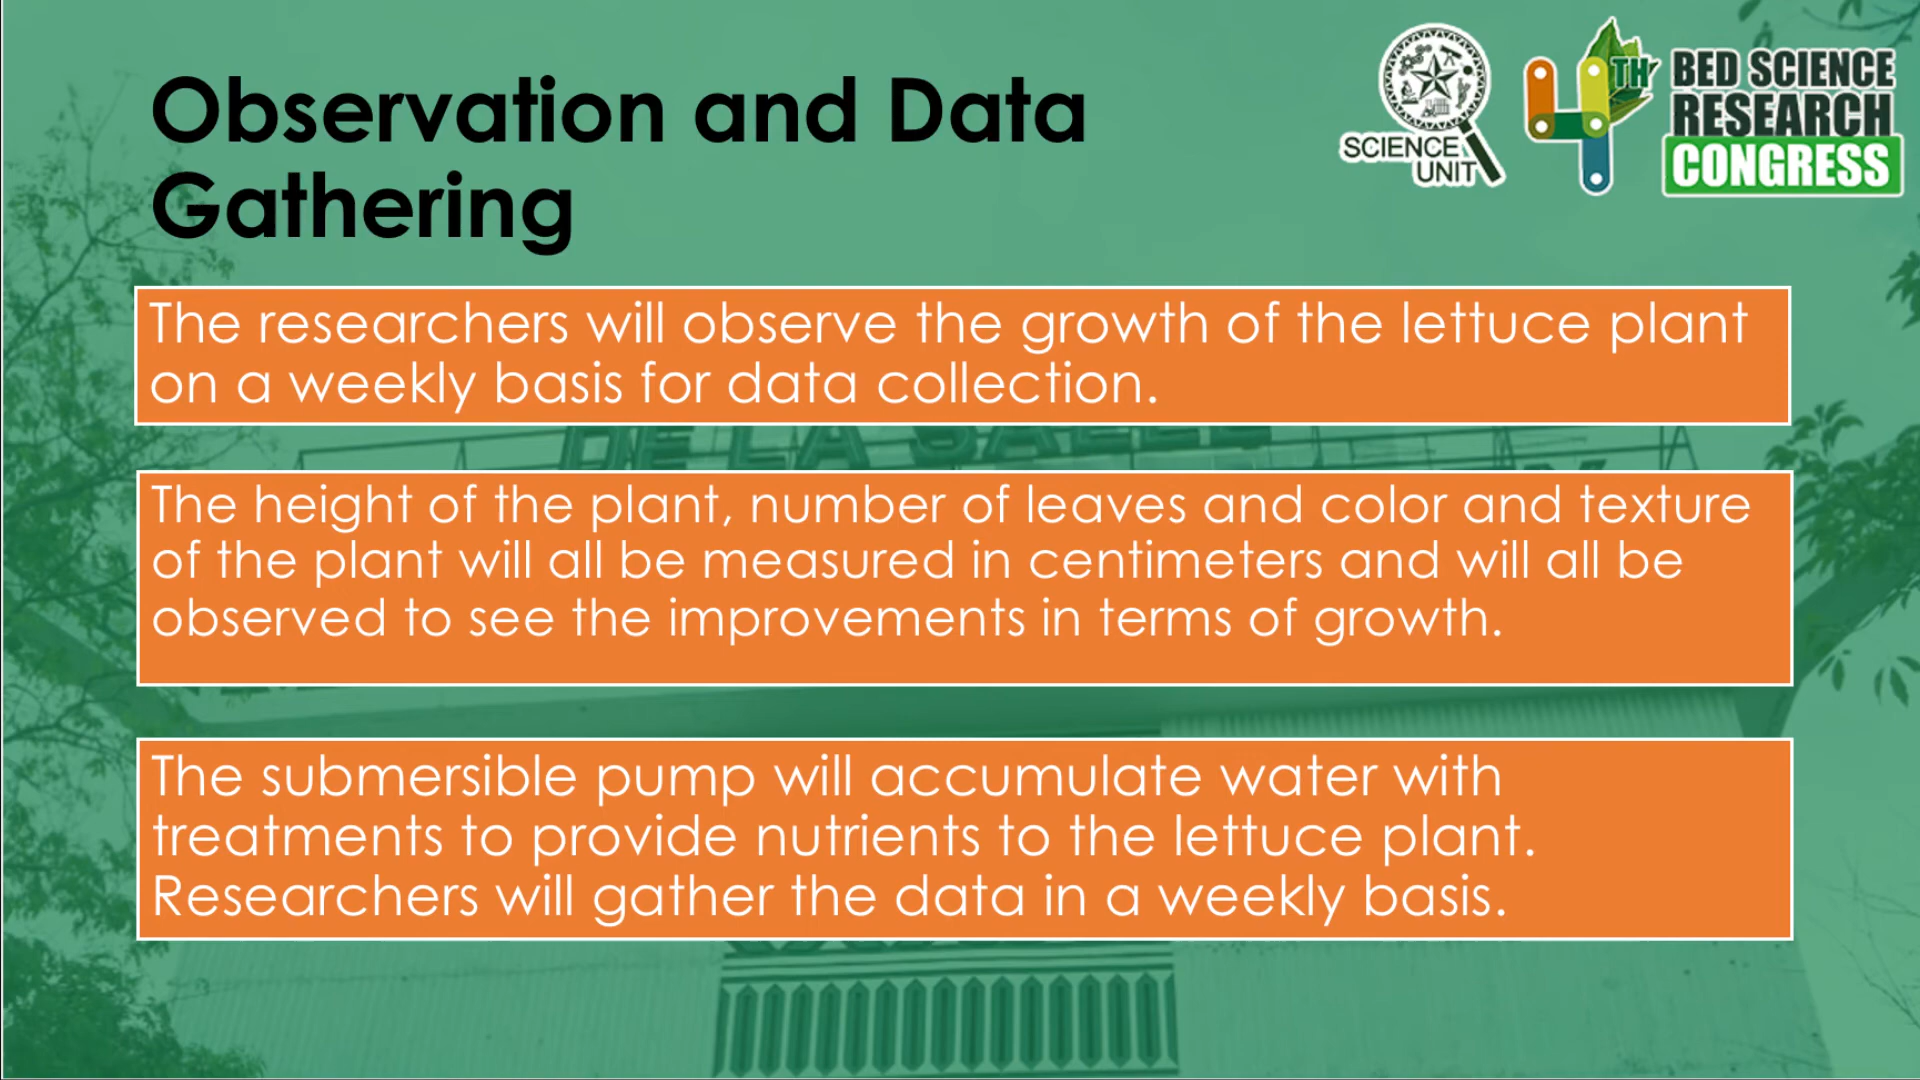 Observation and Data
Gathering
SCIENCE
UNIT
4TH
BED SCIENCE
RESEARCH
CONGRESS
The researchers will observe the growth of the lettuce plant
on a weekly basis for data collection.
DE LA SALLE
The height of the plant, number of leaves and color and texture
of the plant will all be measured in centimeters and will all be
observed to see the improvements in terms of growth.
The submersible pump will accumulate water with
treatments to provide nutrients to the lettuce plant.
Researchers will gather the data in a weekly basis.